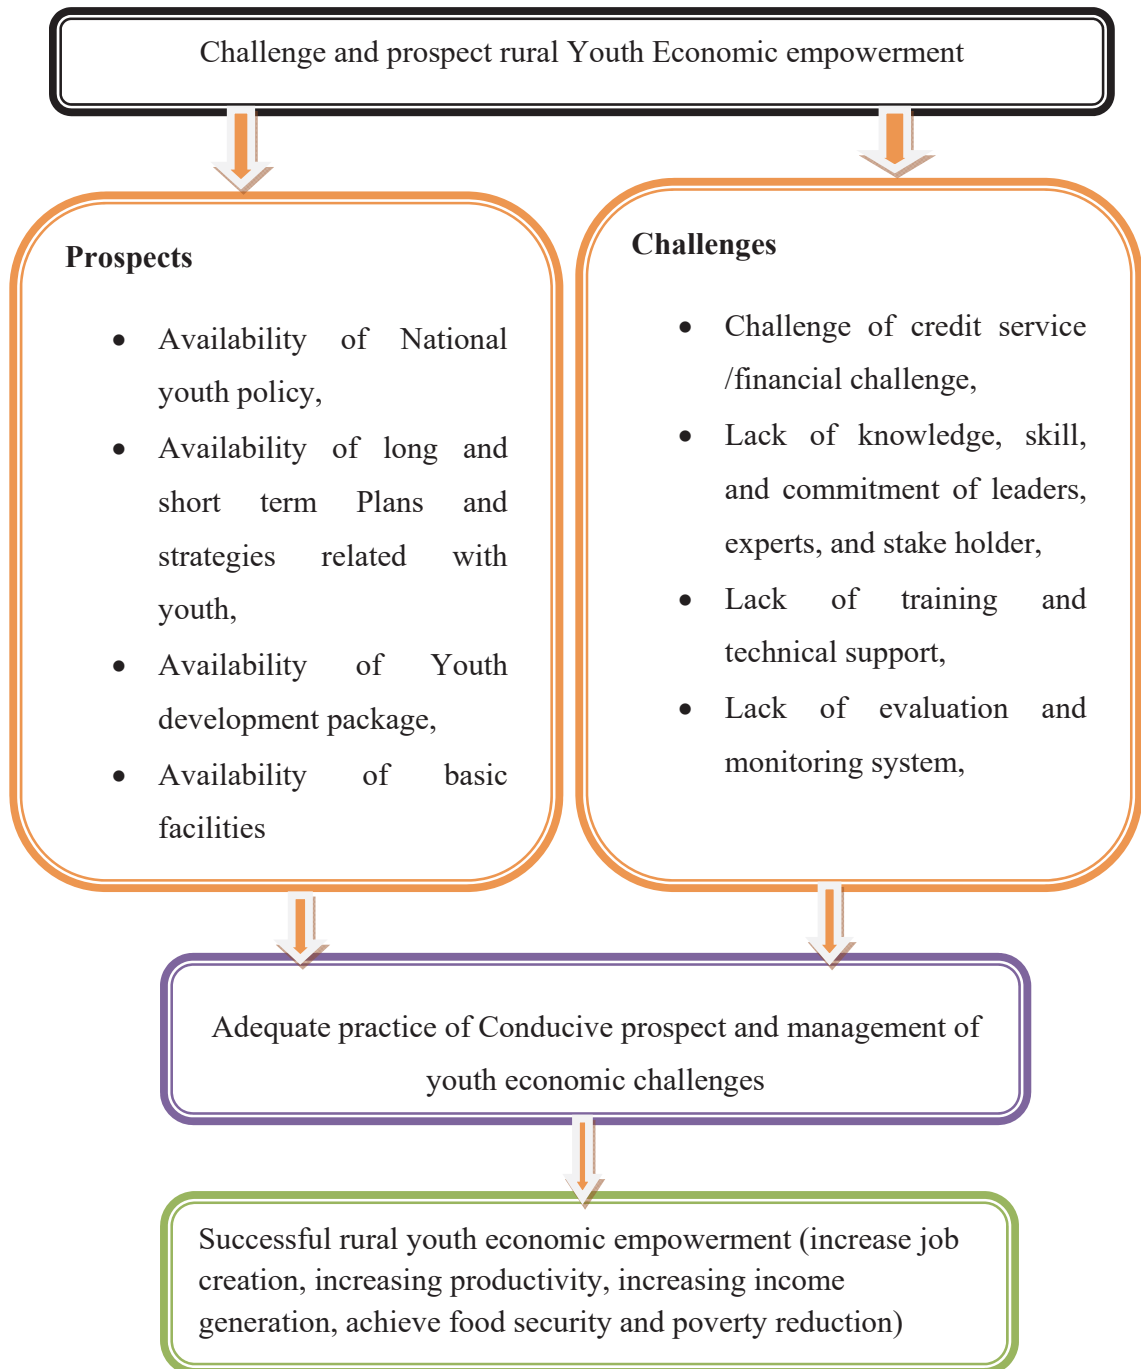 Challenge and prospect rural Youth Economic empowerment
Prospects
• Availability of National
youth policy,
• Availability of long and
short term Plans and
strategies related with
youth,
• Availability of Youth
development package,
• Availability of basic
facilities
Challenges
• Challenge of credit service
/financial challenge,
• Lack of knowledge, skill,
and commitment of leaders,
experts, and stake holder,
• Lack of training and
technical support,
• Lack of evaluation and
monitoring system,
Adequate practice of Conducive prospect and management of
youth economic challenges
Successful rural youth economic empowerment (increase job
creation, increasing productivity, increasing income
generation, achieve food security and poverty reduction)